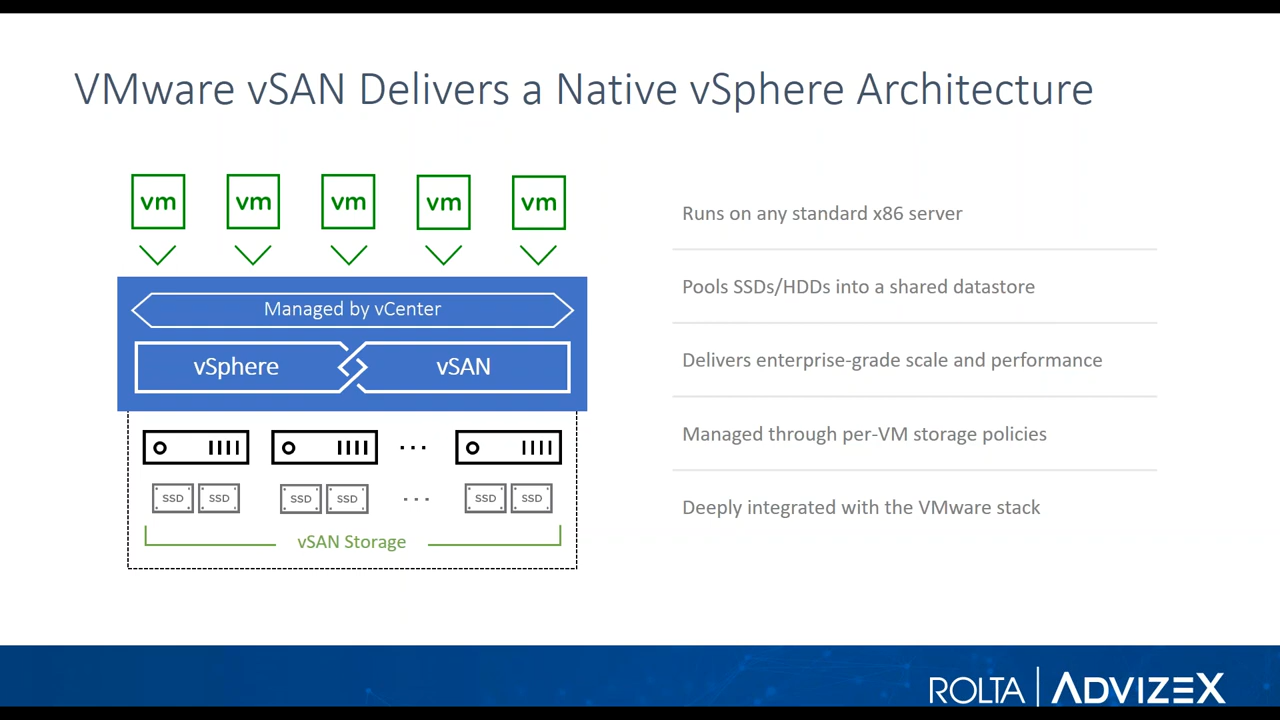 VMware vSAN Delivers a Native vSphere Architecture
vm vm vm vm vm
Managed by vCenter
vSphere vSAN
SSD SSD SSD SSD SSD SSD
vSAN Storage
Runs on any standard x86 server
Pools SSDs/HDDs into a shared datastore
Delivers enterprise-grade scale and performance
Managed through per-VM storage policies
Deeply integrated with the VMware stack
ROLTA | ADVIZEX